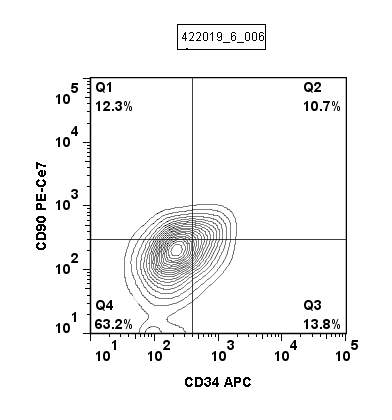 422019_6_006
Q1
12.3%
Q2
10.7%
10^5
10^4
10^3
10^2
10^1
CD90 PE-Ce7
Q4
63.2%
Q3
13.8%
10^1
10^2
10^3
10^4
10^5
CD34 APC